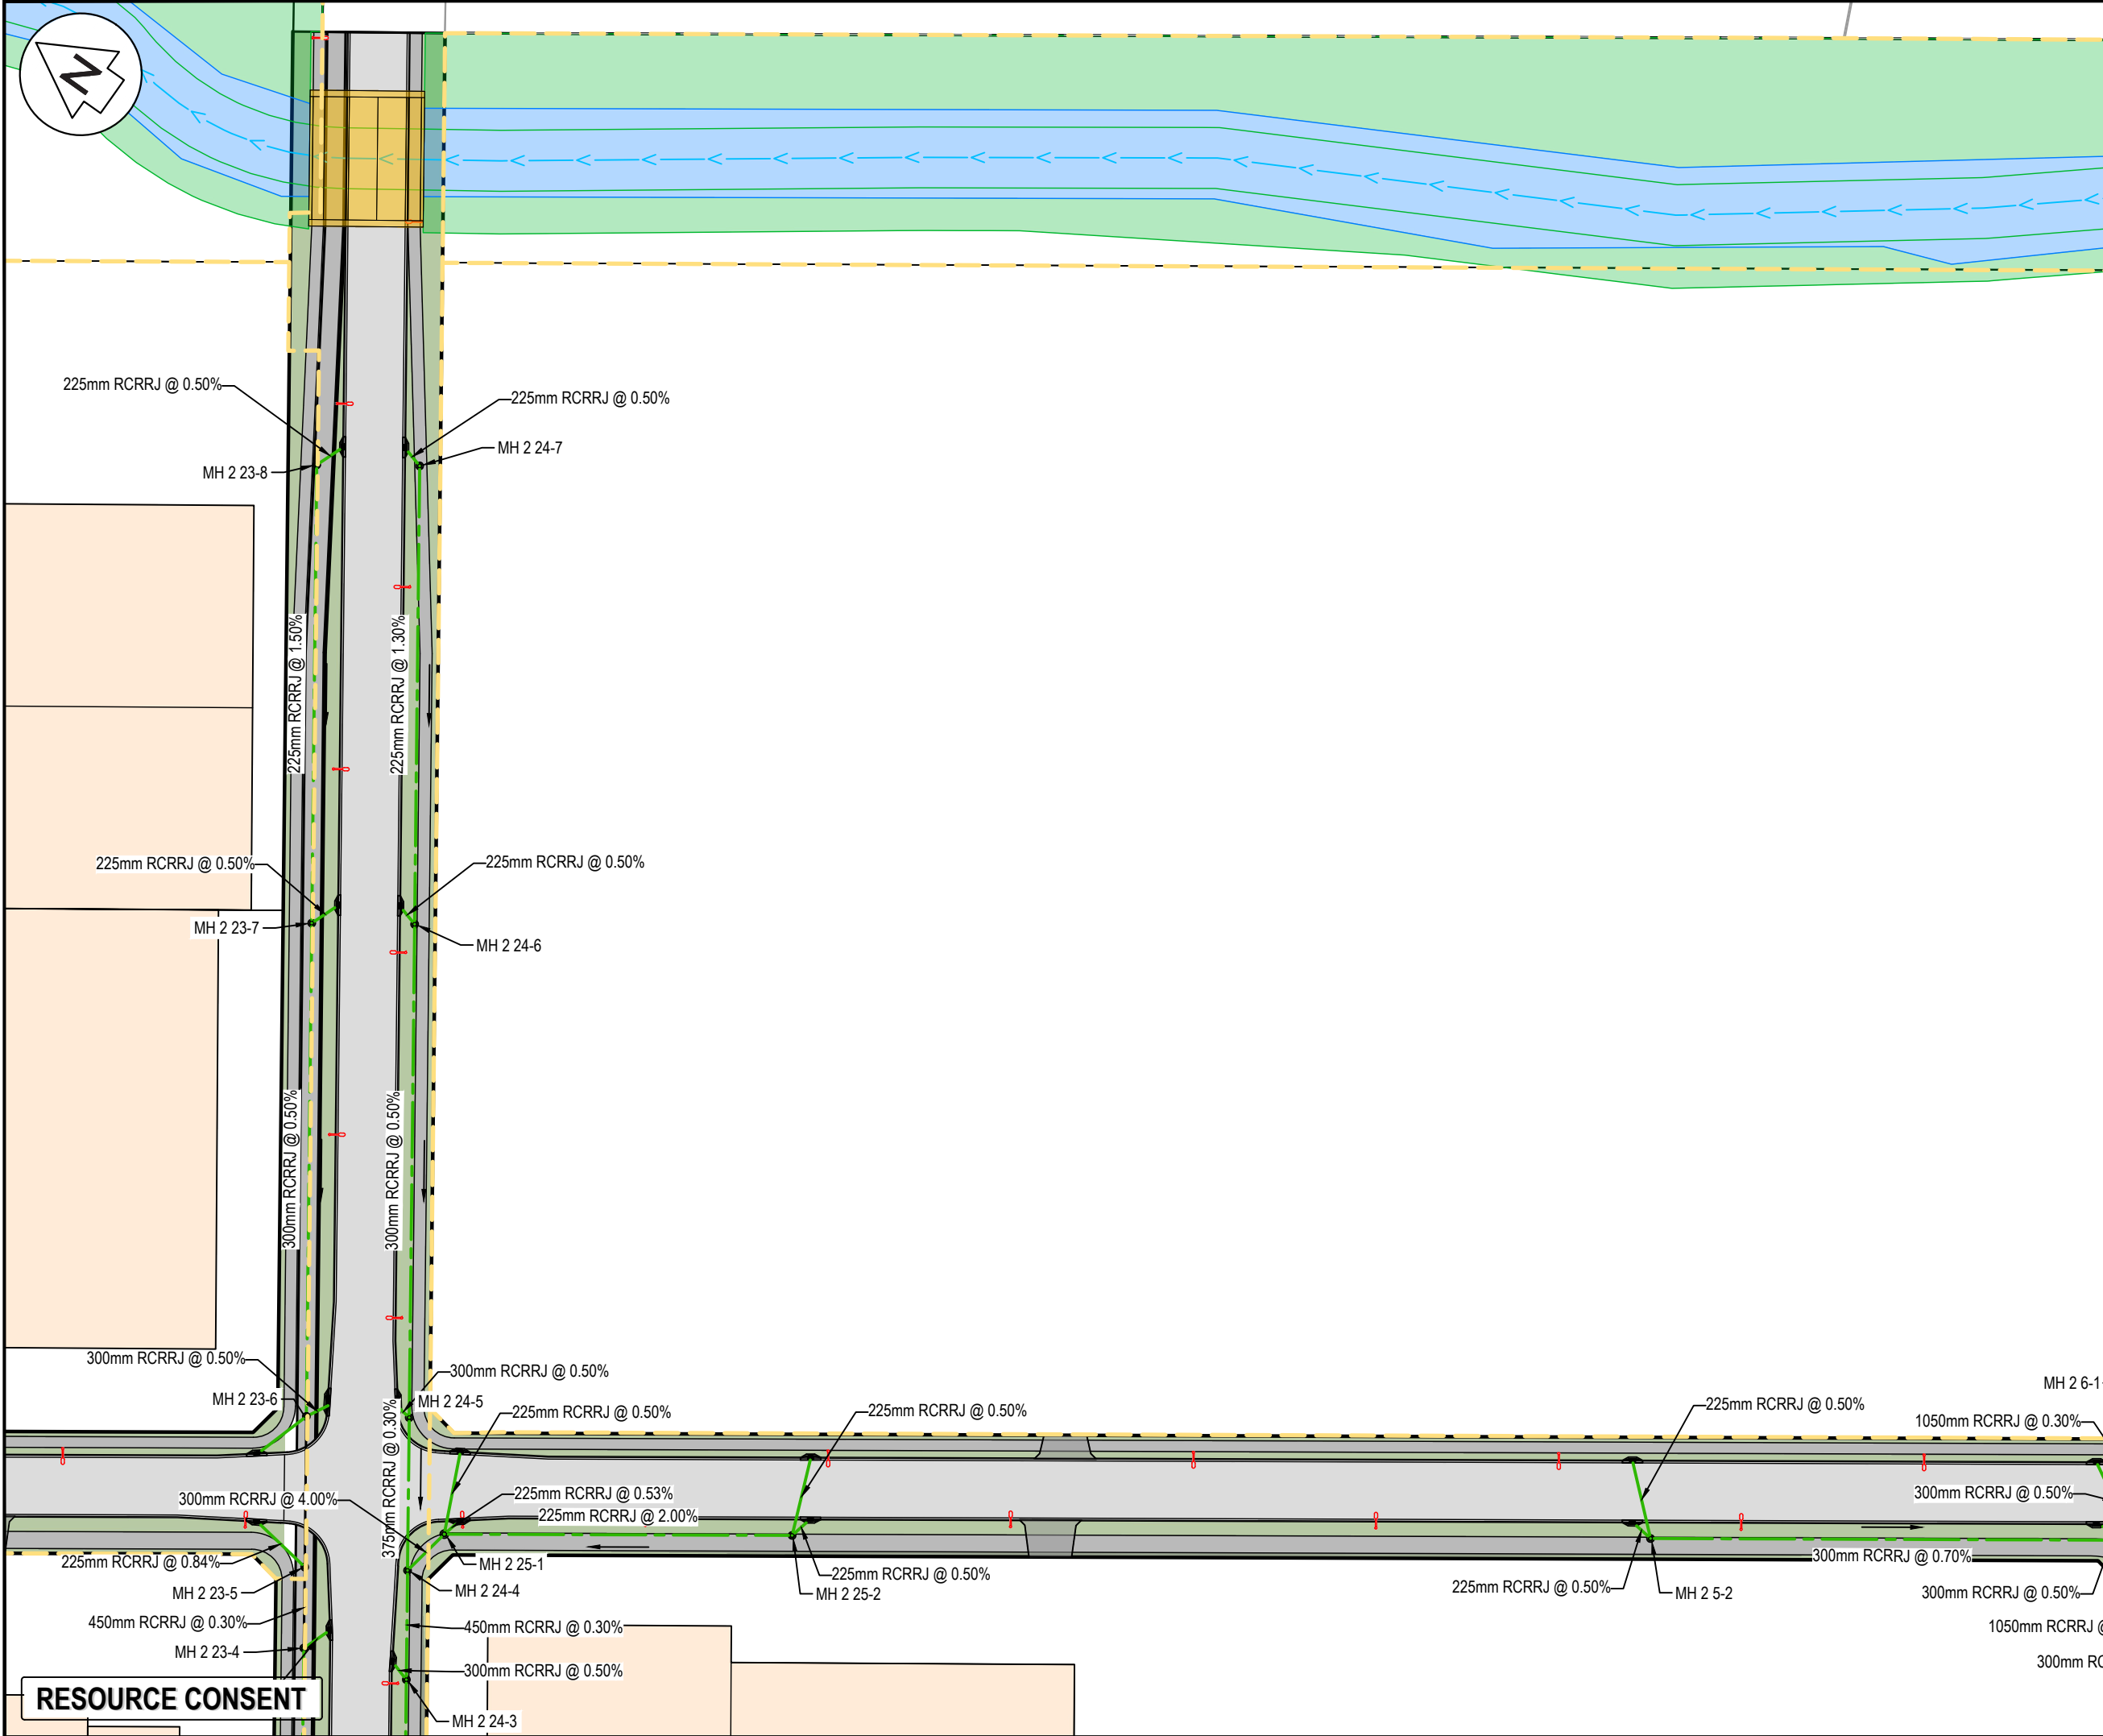 N
225mm RCRRJ @ 0.50%
225mm RCRRJ @ 0.50%
MH 2 24-7
MH 2 23-8
225mm RCRRJ @ 1.50%
225mm RCRRJ @ 1.30%
225mm RCRRJ @ 0.50%
225mm RCRRJ @ 0.50%
MH 2 23-7
MH 2 24-6
300mm RCRRJ @ 0.50%
300mm RCRRJ @ 0.50%
300mm RCRRJ @ 0.50%
300mm RCRRJ @ 0.50%
MH 2 23-6
MH 2 24-5
225mm RCRRJ @ 0.50%
225mm RCRRJ @ 0.50%
225mm RCRRJ @ 0.50%
MH 2 6-1
1050mm RCRRJ @ 0.30%
375mm RCRRJ @ 0.30%
300mm RCRRJ @ 4.00%
225mm RCRRJ @ 0.53%
225mm RCRRJ @ 2.00%
300mm RCRRJ @ 0.50%
225mm RCRRJ @ 0.84%
MH 2 25-1
300mm RCRRJ @ 0.70%
MH 2 23-5
MH 2 24-4
225mm RCRRJ @ 0.50%
MH 2 25-2
225mm RCRRJ @ 0.50%
MH 2 5-2
300mm RCRRJ @ 0.50%
450mm RCRRJ @ 0.30%
450mm RCRRJ @ 0.30%
1050mm RCRRJ @
MH 2 23-4
300mm RCRRJ @ 0.50%
300mm RC
RESOURCE CONSENT
MH 2 24-3